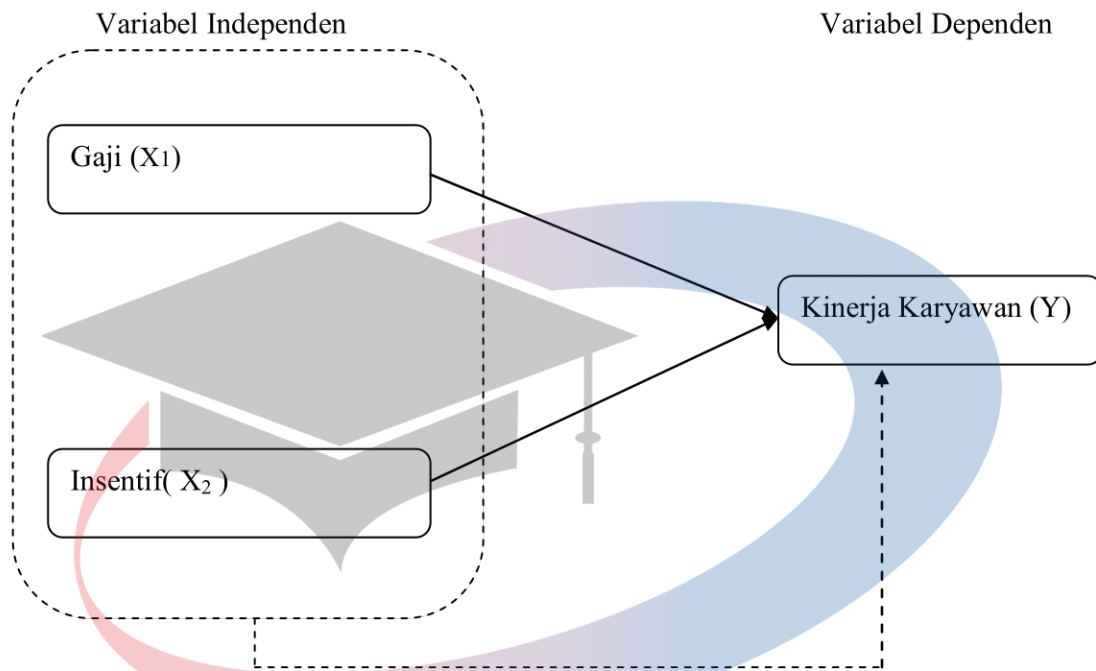 Variabel Independen
Variabel Dependen
Gaji (X1)
Kinerja Karyawan (Y)
Insentif( X₂ )